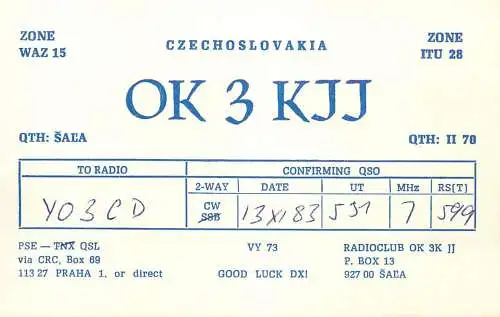 ZONE
WAZ 15
CZECHOSLOVAKIA
ZONE
ITU 28
OK 3 KJJ
QTH: ŠAĽA
QTH: II 70
TO RADIO
CONFIRMING QSO
2-WAY DATE UT MHz RS[T]
YO3CD
CW
SSB
13 XI 83 531 7 599
PSE — TNX QSL
via CRC, Box 69
113 27 PRAHA 1, or direct
VY 73
GOOD LUCK DX!
RADIOCLUB OK 3K JJ
P. BOX 13
927 00 ŠAĽA